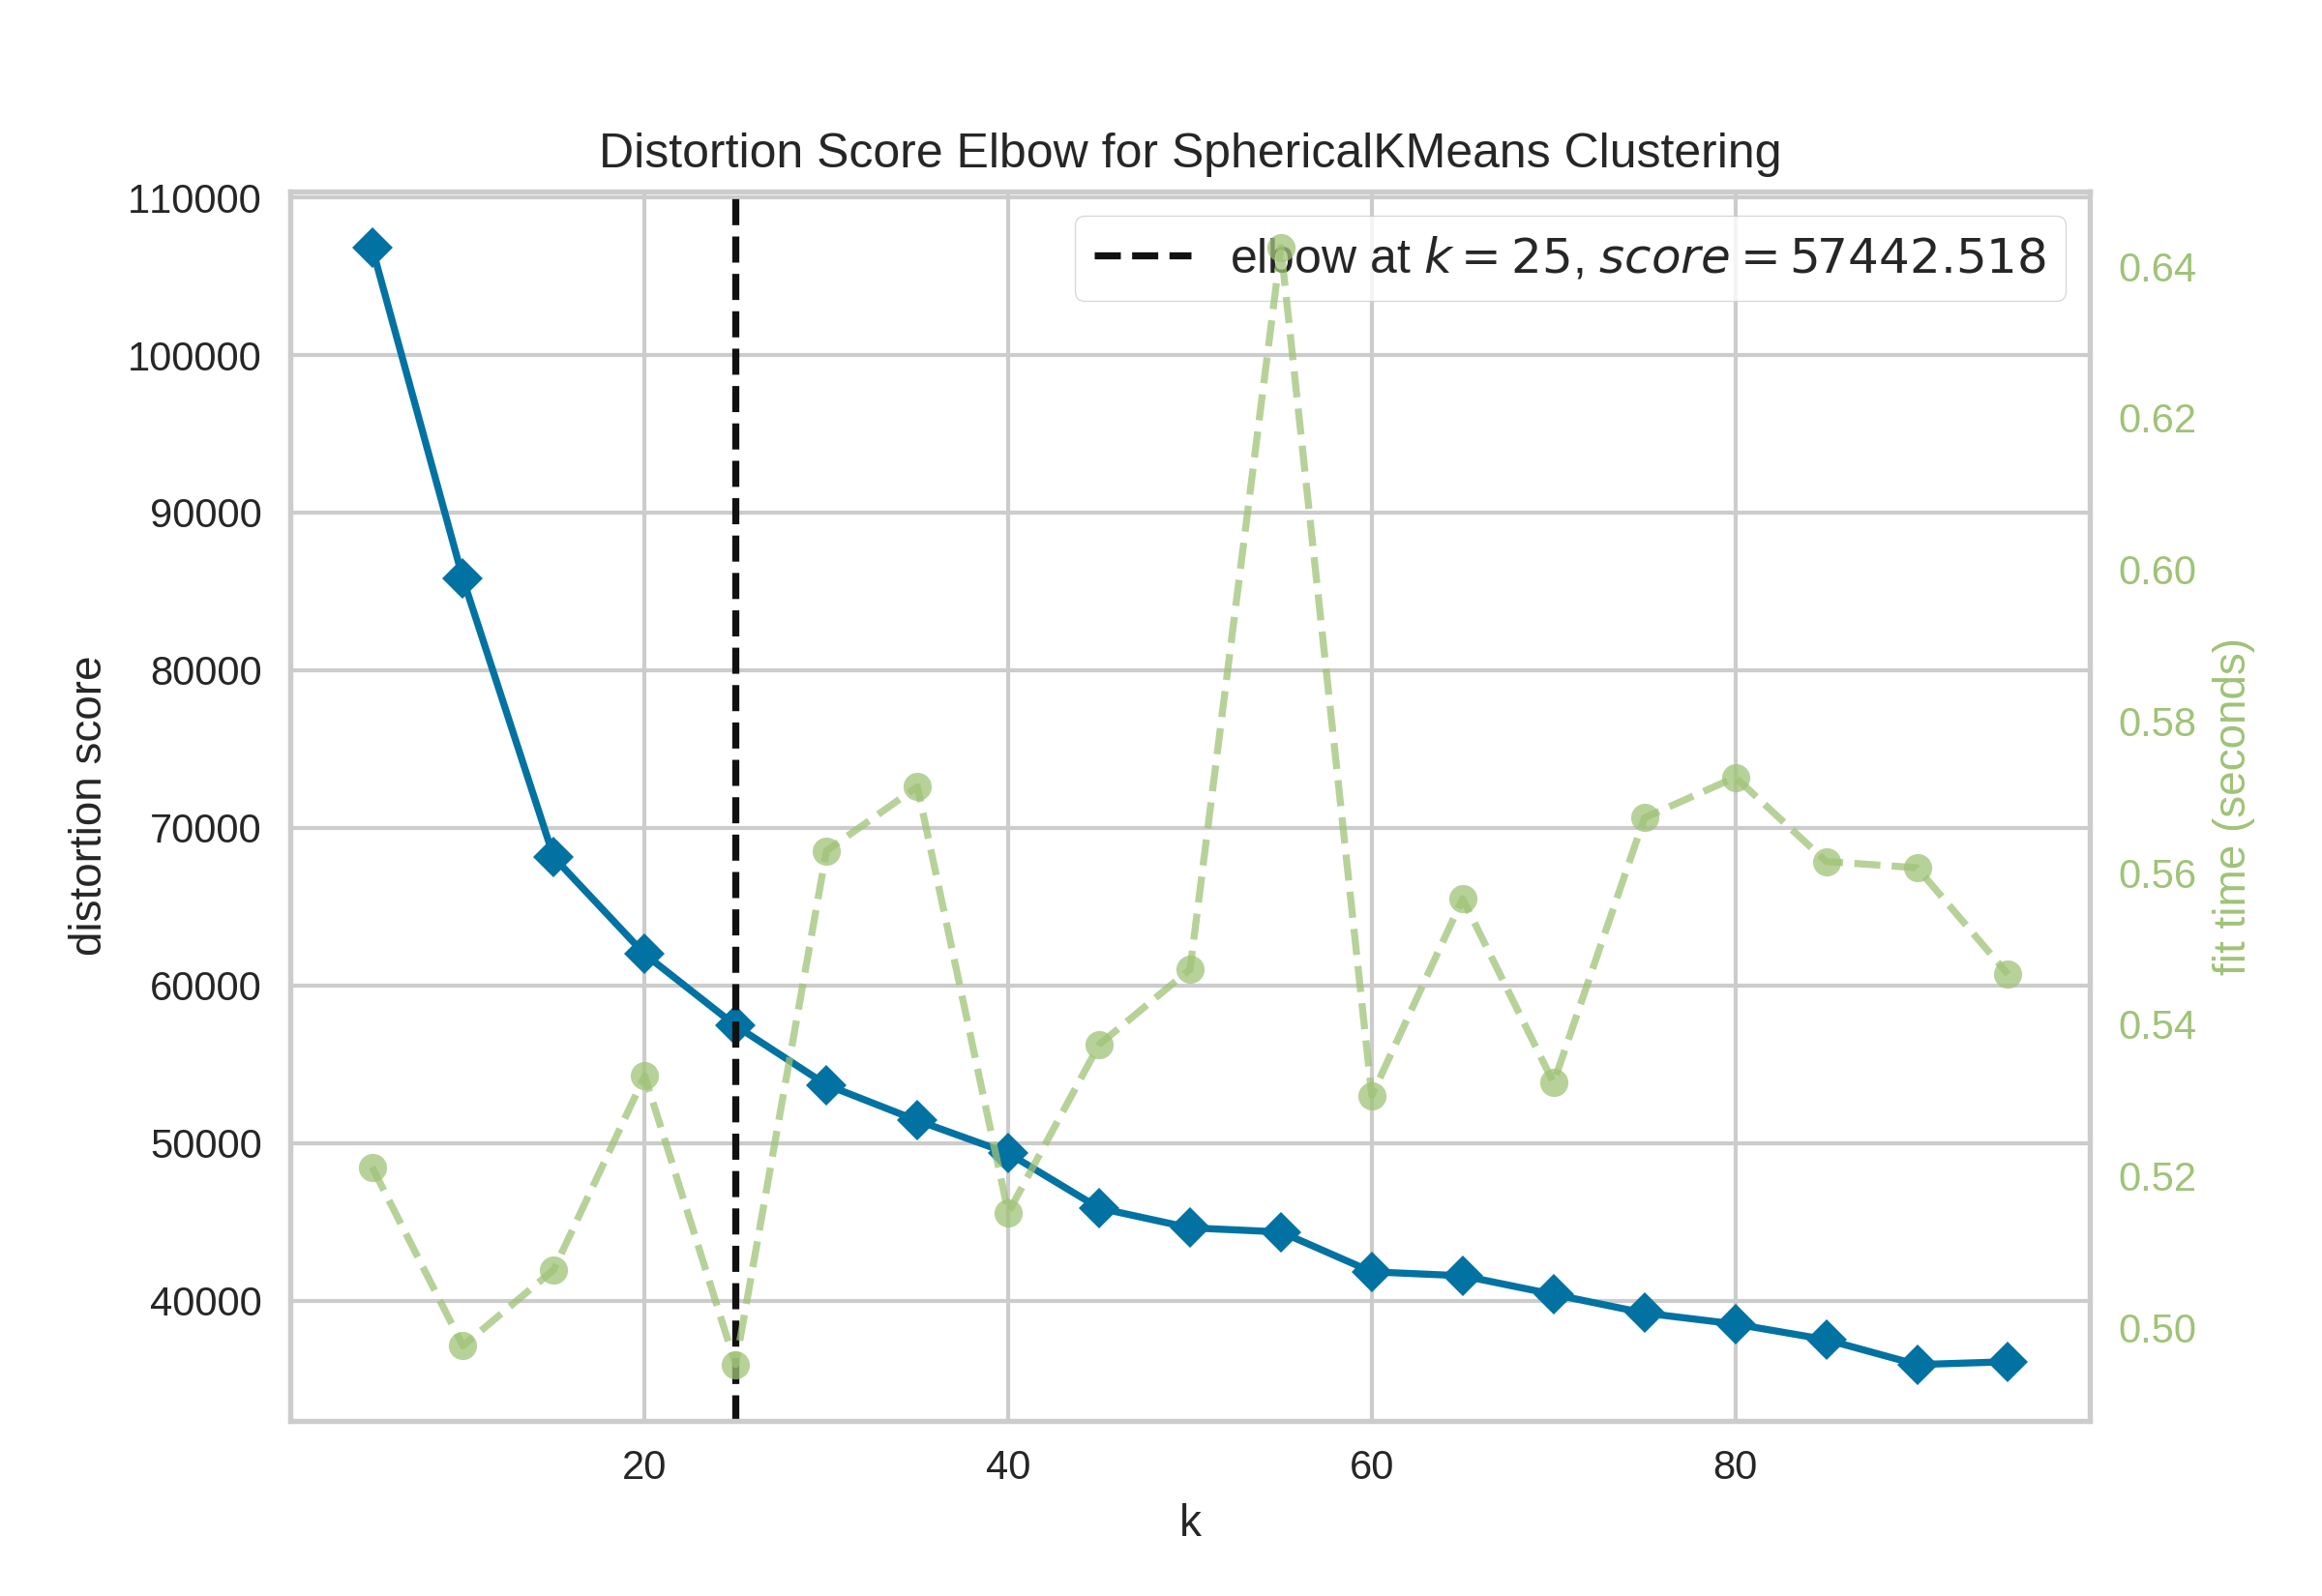 Distortion Score Elbow for SphericalKMeans Clustering
elbow at k = 25, score = 57442.518
110000
100000
90000
80000
70000
60000
50000
40000
distortion score
0.64
0.62
0.60
0.58
0.56
0.54
0.52
0.50
fit time (seconds)
20 40 60 80
k